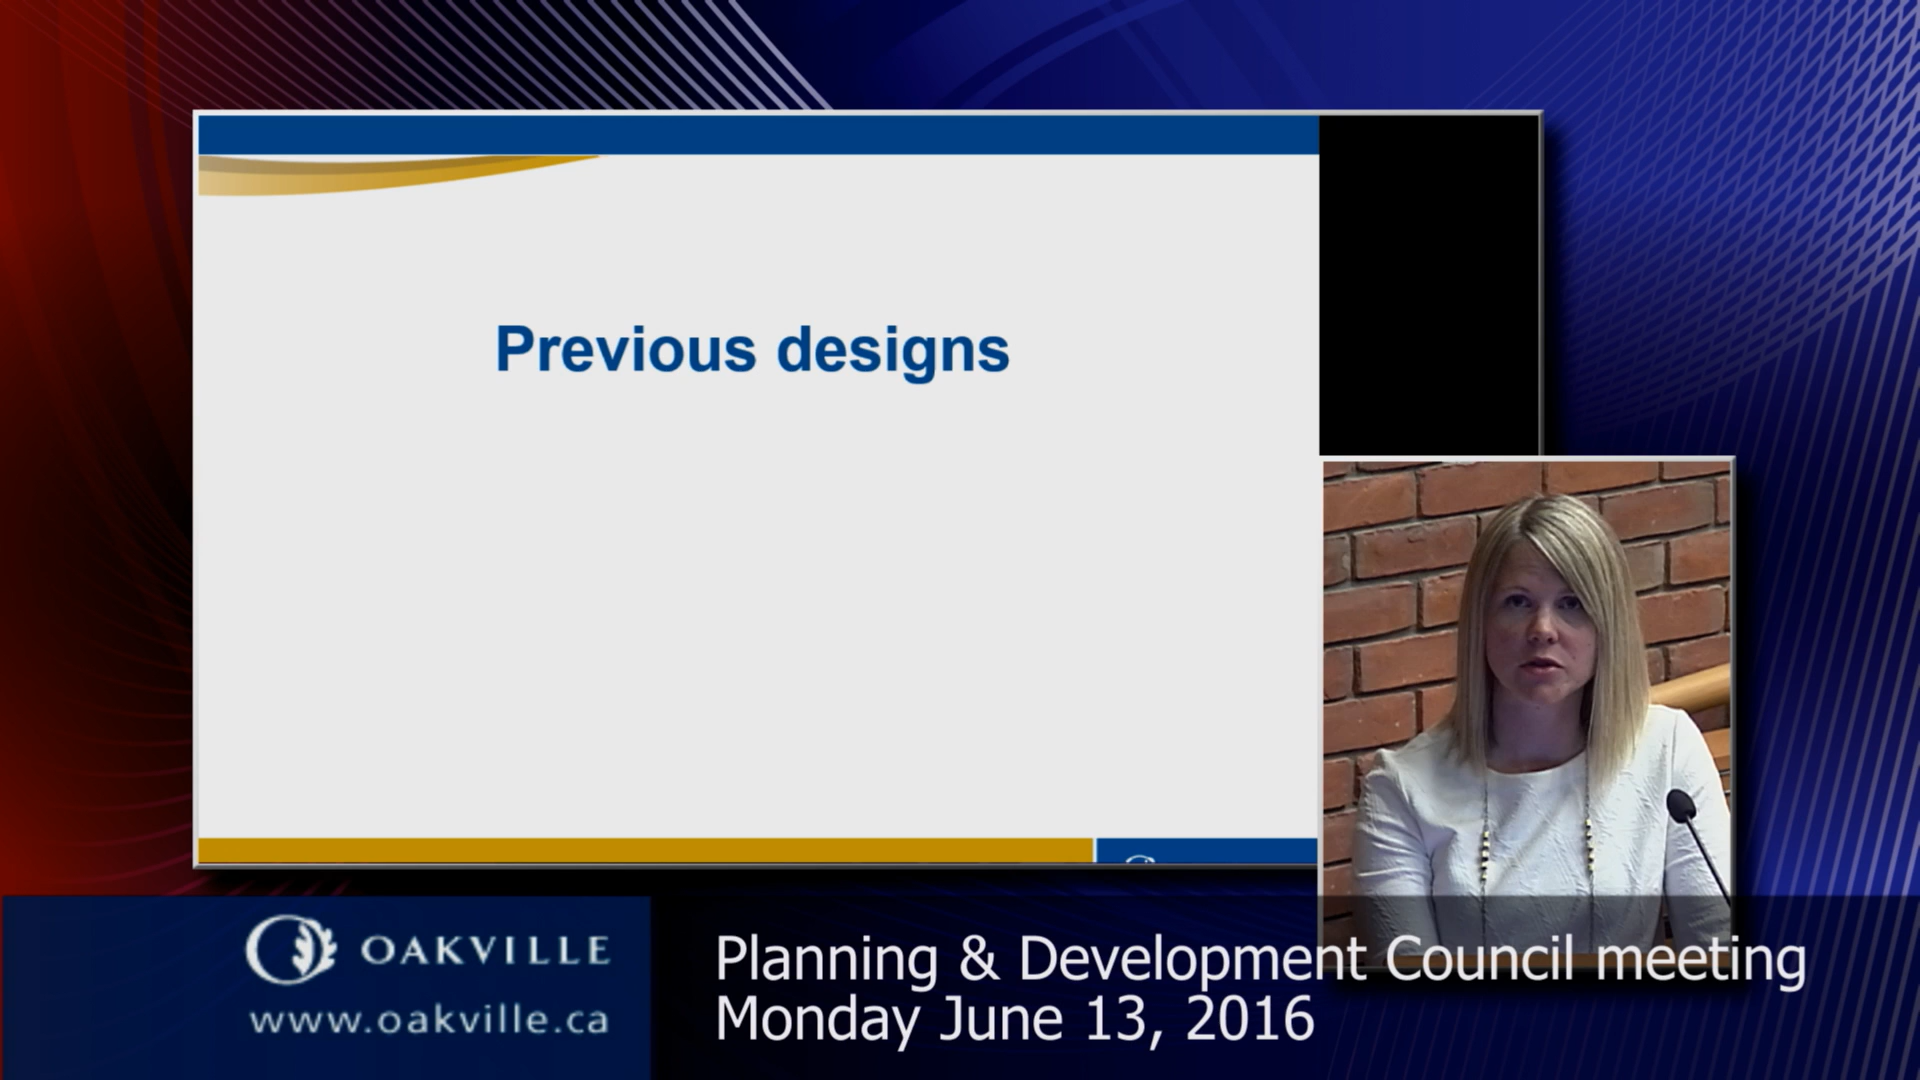 Previous designs
OAKVILLE
www.oakville.ca
Planning & Development Council meeting
Monday June 13, 2016